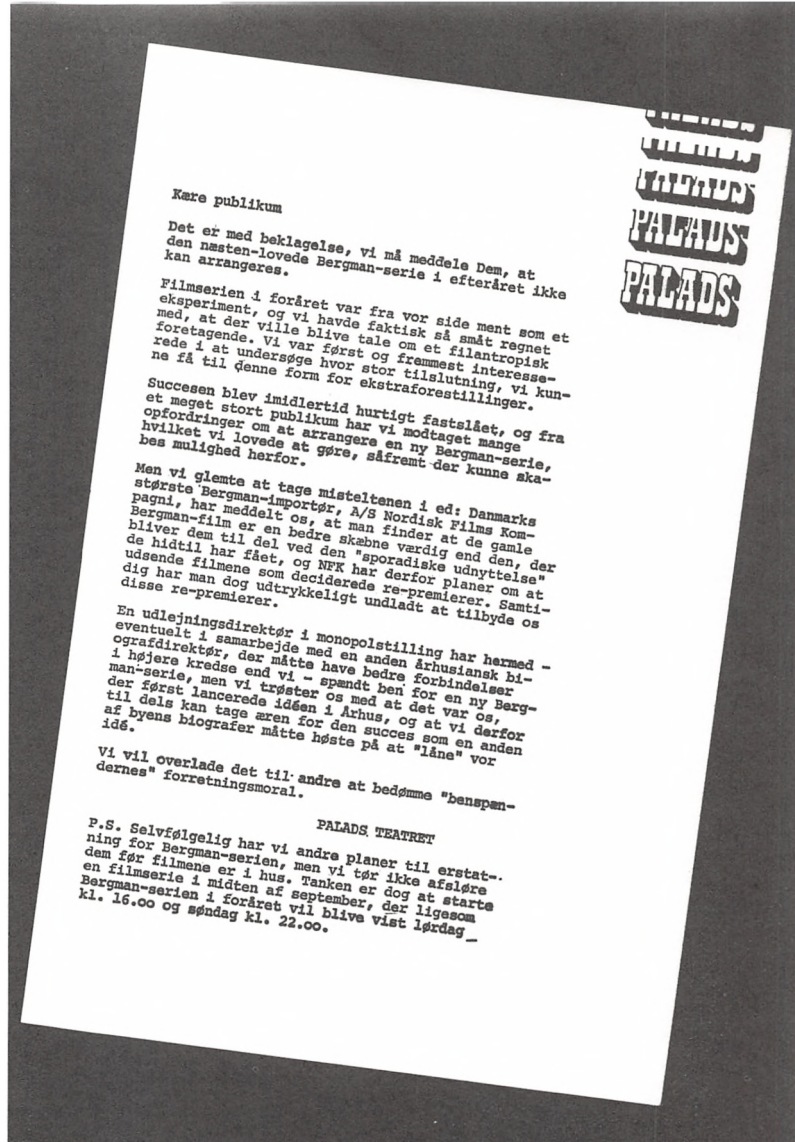 PALADS
PALADS
PALADS
PALADS
PALADS
Kære publikum
Det er med beklagelse, vi må meddele Dem, at
den næsten-lovede Bergman-serie i efteråret ikke
kan arrangeres.
Filmserien i foråret var fra vor side ment som et
eksperiment, og vi havde faktisk så småt regnet
med, at der ville blive tale om et filantropisk
foretagende. Vi var først og fremmest interesse-
rede i at undersøge hvor stor tilslutning, vi kun-
ne få til denne form for ekstraforestillinger.
Succesen blev imidlertid hurtigt fastslået, og fra
et meget stort publikum har vi modtaget mange
opfordringer om at arrangere en ny Bergman-serie,
hvilket vi lovede at gøre, såfremt der kunne ska-
bes mulighed herfor.
Men vi glemte at tage misteltenen i ed: Danmarks
største Bergman-importør, A/S Nordisk Films Kom-
pagni, har meddelt os, at man finder at de gamle
Bergman-film er en bedre skæbne værdig end den, der
bliver dem til del ved den "sporadiske udnyttelse"
de hidtil har fået, og NFK har derfor planer om at
udsende filmene som deciderede re-premierer. Samti-
dig har man dog udtrykkeligt undladt at tilbyde os
disse re-premierer.
En udlejningsdirektør i monopolstilling har hermed -
eventuelt i samarbejde med en anden århusiansk bi-
ografdirektør, der måtte have bedre forbindelser
i højere kredse end vi - spændt ben for en ny Berg-
man-serie, men vi trøster os med at det var os,
der først lancerede idéen i Århus, og at vi derfor
til dels kan tage æren for den succes som en anden
af byens biografer måtte høste på at "låne" vor
idé.
Vi vil overlade det til andre at bedømme "benspæn-
dernes" forretningsmoral.
PALADS TEATRET
P.S. Selvfølgelig har vi andre planer til erstat-
ning for Bergman-serien, men vi tør ikke afsløre
dem før filmene er i hus. Tanken er dog at starte
en filmserie i midten af september, der ligesom
Bergman-serien i foråret vil blive vist lørdag
kl. 16.oo og søndag kl. 22.oo.